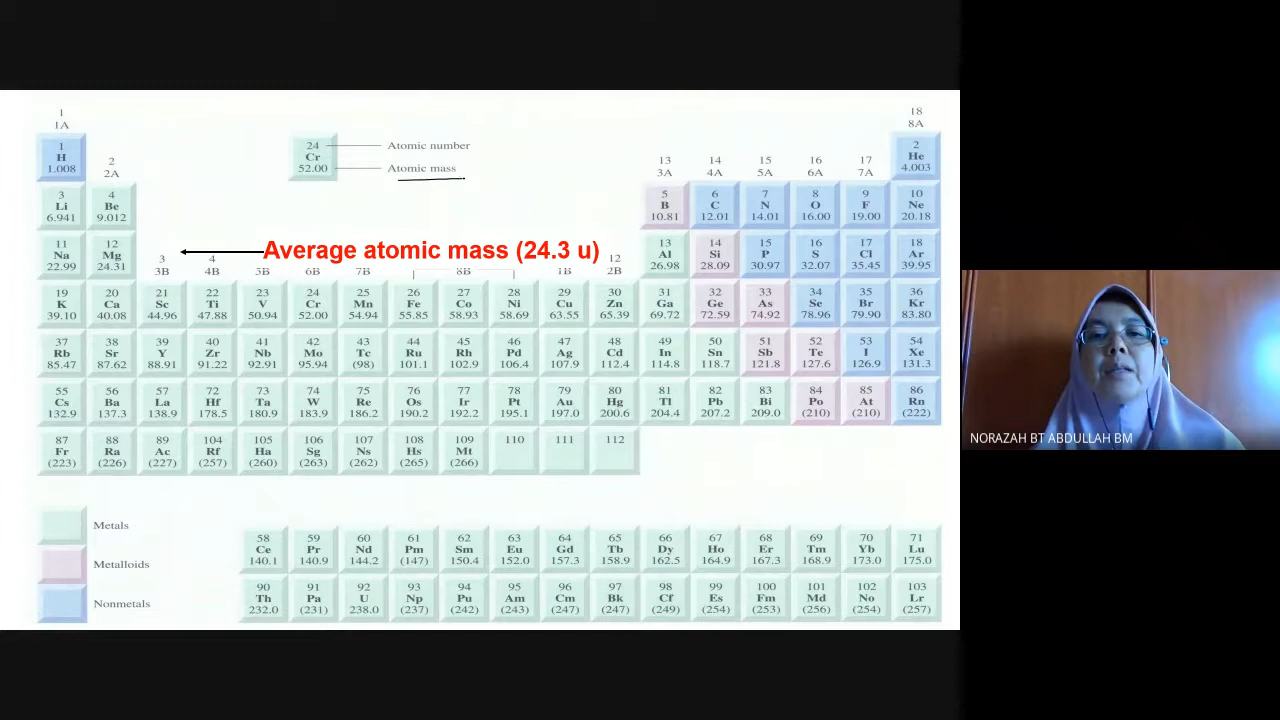 1 18
1A 8A
1 24 Atomic number 2
H 2 Cr 13 14 15 16 17 He
1.008 2A 52.00 Atomic mass 3A 4A 5A 6A 7A 4.003
3 4 5 6 7 8 9 10
Li Be B C N O F Ne
6.941 9.012 10.81 12.01 14.01 16.00 19.00 20.18
11 12 Average atomic mass (24.3 u) 13 14 15 16 17 18
Na Mg 3 4 12 Al Si P S Cl Ar
22.99 24.31 3B 4B 5B 6B 7B 8B 1B 2B 26.98 28.09 30.97 32.07 35.45 39.95
19 20 21 22 23 24 25 26 27 28 29 30 31 32 33 34 35 36
K Ca Sc Ti V Cr Mn Fe Co Ni Cu Zn Ga Ge As Se Br Kr
39.10 40.08 44.96 47.88 50.94 52.00 54.94 55.85 58.93 58.69 63.55 65.39 69.72 72.59 74.92 78.96 79.90 83.80
37 38 39 40 41 42 43 44 45 46 47 48 49 50 51 52 53 54
Rb Sr Y Zr Nb Mo Tc Ru Rh Pd Ag Cd In Sn Sb Te I Xe
85.47 87.62 88.91 91.22 92.91 95.94 (98) 101.1 102.9 106.4 107.9 112.4 114.8 118.7 121.8 127.6 126.9 131.3
55 56 57 72 73 74 75 76 77 78 79 80 81 82 83 84 85 86
Cs Ba La Hf Ta W Re Os Ir Pt Au Hg Tl Pb Bi Po At Rn
132.9 137.3 138.9 178.5 180.9 183.9 186.2 190.2 192.2 195.1 197.0 200.6 204.4 207.2 209.0 (210) (210) (222)
87 88 89 104 105 106 107 108 109 110 111 112
Fr Ra Ac Rf Ha Sg Ns Hs Mt
(223) (226) (227) (257) (260) (263) (262) (265) (266)
NORAZAH BT ABDULLAH BM
Metals
Metalloids
Nonmetals
58 59 60 61 62 63 64 65 66 67 68 69 70 71
Ce Pr Nd Pm Sm Eu Gd Tb Dy Ho Er Tm Yb Lu
140.1 140.9 144.2 (147) 150.4 152.0 157.3 158.9 162.5 164.9 167.3 168.9 173.0 175.0
90 91 92 93 94 95 96 97 98 99 100 101 102 103
Th Pa U Np Pu Am Cm Bk Cf Es Fm Md No Lr
232.0 (231) 238.0 (237) (242) (243) (247) (247) (249) (254) (253) (256) (254) (257)